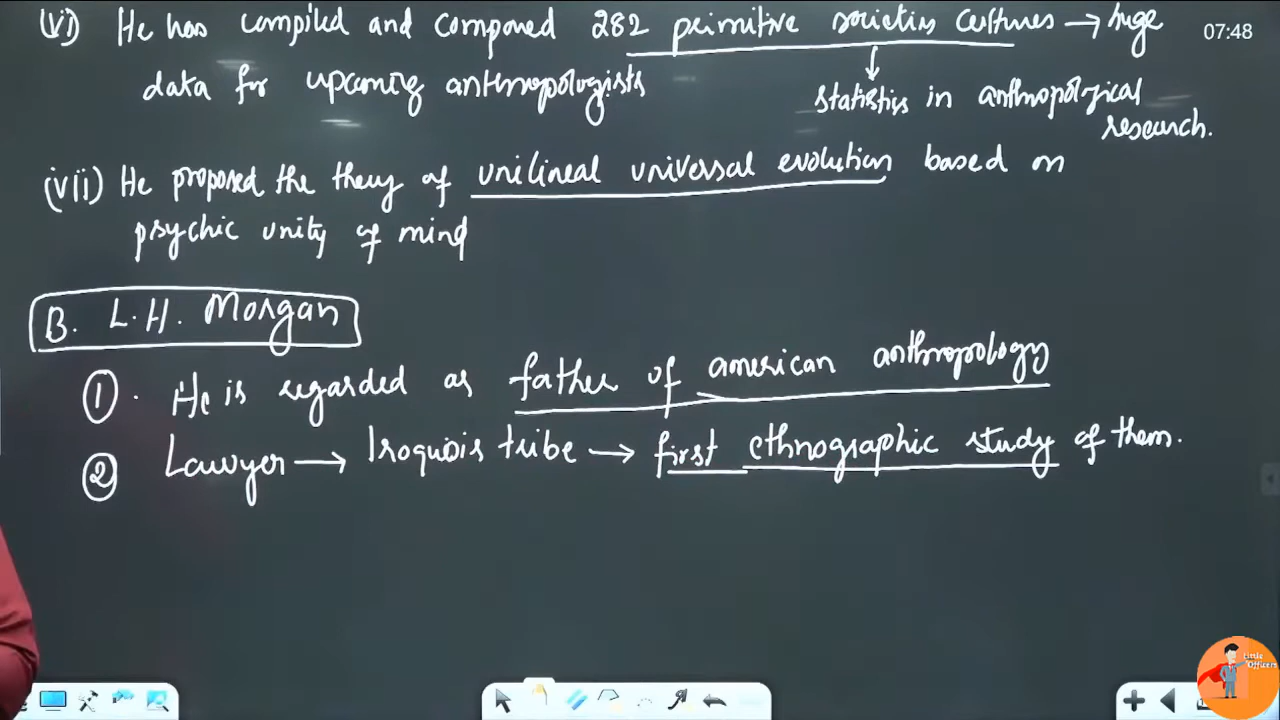 (vi) He has compiled and compared 282 primitive societies cultures → huge
data for upcoming anthropologists
↓
statistics in anthropological
research.
(vii) He proposed the theory of unilineal universal evolution based on
psychic unity of mind
B. L.H. Morgan
① . He is regarded as father of american anthropology
② Lawyer → Iroquois tribe → first ethnographic study of them.
07:48
Little
Officers